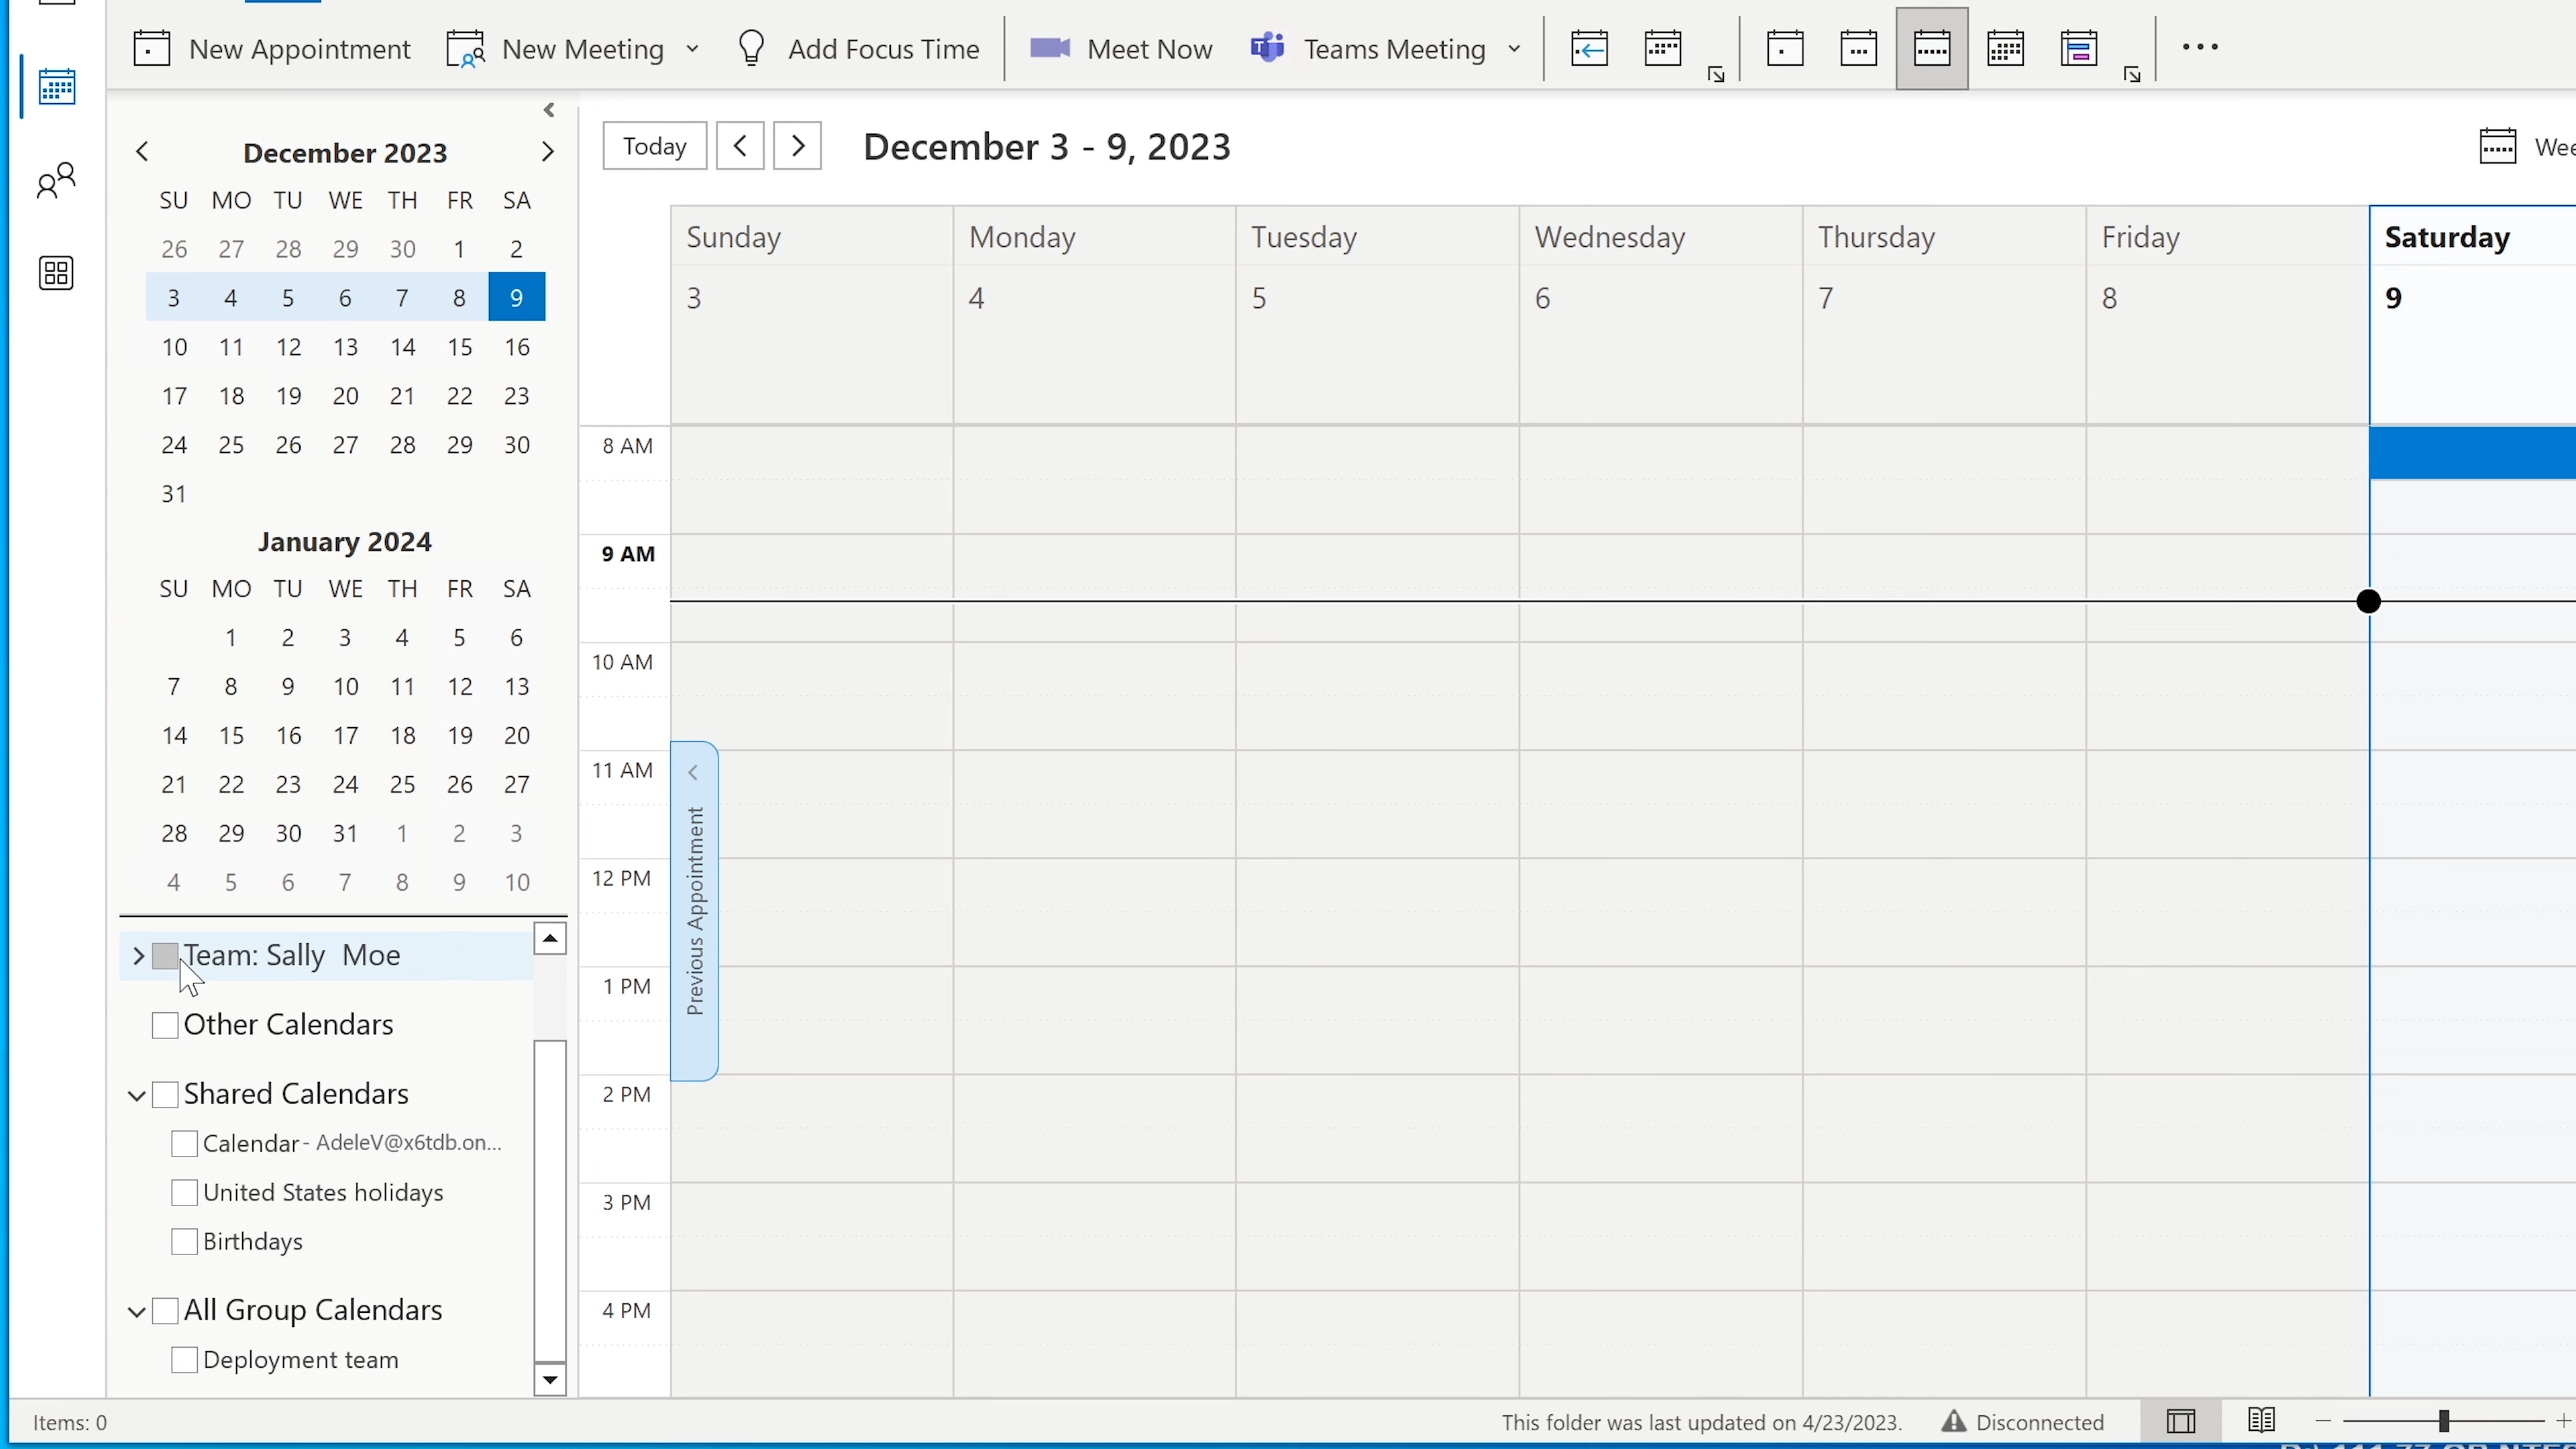 New Appointment New Meeting Add Focus Time Meet Now Teams Meeting
December 2023
SU MO TU WE TH FR SA
26 27 28 29 30 1 2
3 4 5 6 7 8 9
10 11 12 13 14 15 16
17 18 19 20 21 22 23
24 25 26 27 28 29 30
31
January 2024
SU MO TU WE TH FR SA
1 2 3 4 5 6
7 8 9 10 11 12 13
14 15 16 17 18 19 20
21 22 23 24 25 26 27
28 29 30 31 1 2 3
4 5 6 7 8 9 10
Team: Sally Moe
Other Calendars
Shared Calendars
Calendar - AdeleV@x6tdb.on...
United States holidays
Birthdays
All Group Calendars
Deployment team
Today December 3 - 9, 2023
Sunday Monday Tuesday Wednesday Thursday Friday Saturday
3 4 5 6 7 8 9
8 AM
9 AM
10 AM
11 AM
12 PM
1 PM
2 PM
3 PM
4 PM
Previous Appointment
Items: 0 This folder was last updated on 4/23/2023. Disconnected